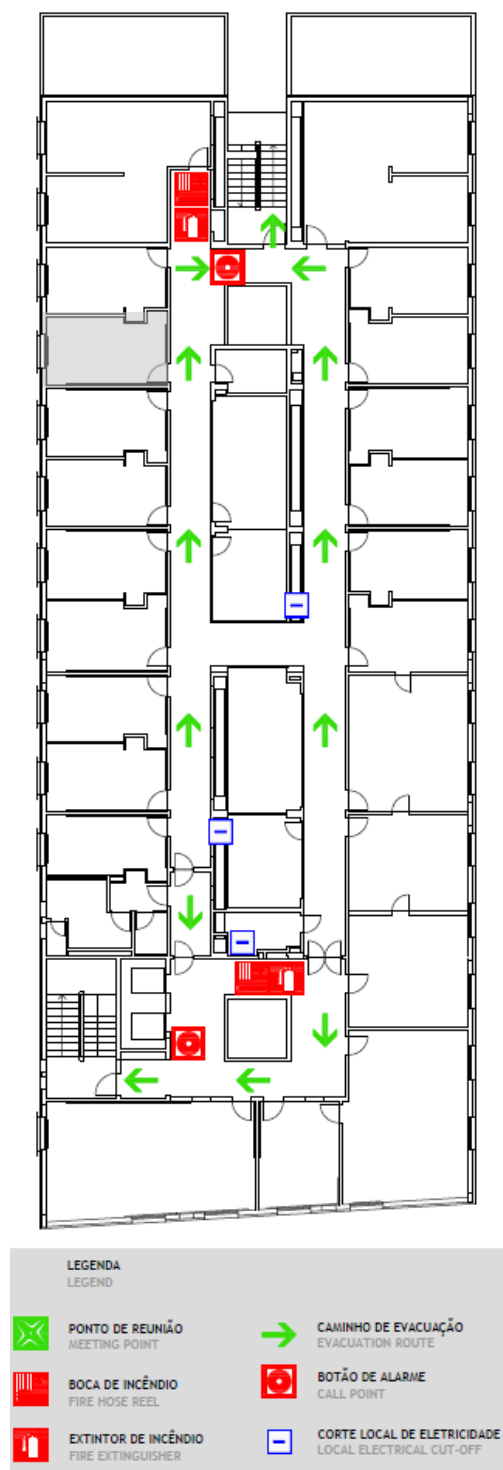 LEGENDA
LEGEND
PONTO DE REUNIÃO
MEETING POINT
CAMINHO DE EVACUAÇÃO
EVACUATION ROUTE
BOCA DE INCÊNDIO
FIRE HOSE REEL
BOTÃO DE ALARME
CALL POINT
EXTINTOR DE INCÊNDIO
FIRE EXTINGUISHER
CORTE LOCAL DE ELETRICIDADE
LOCAL ELECTRICAL CUT-OFF